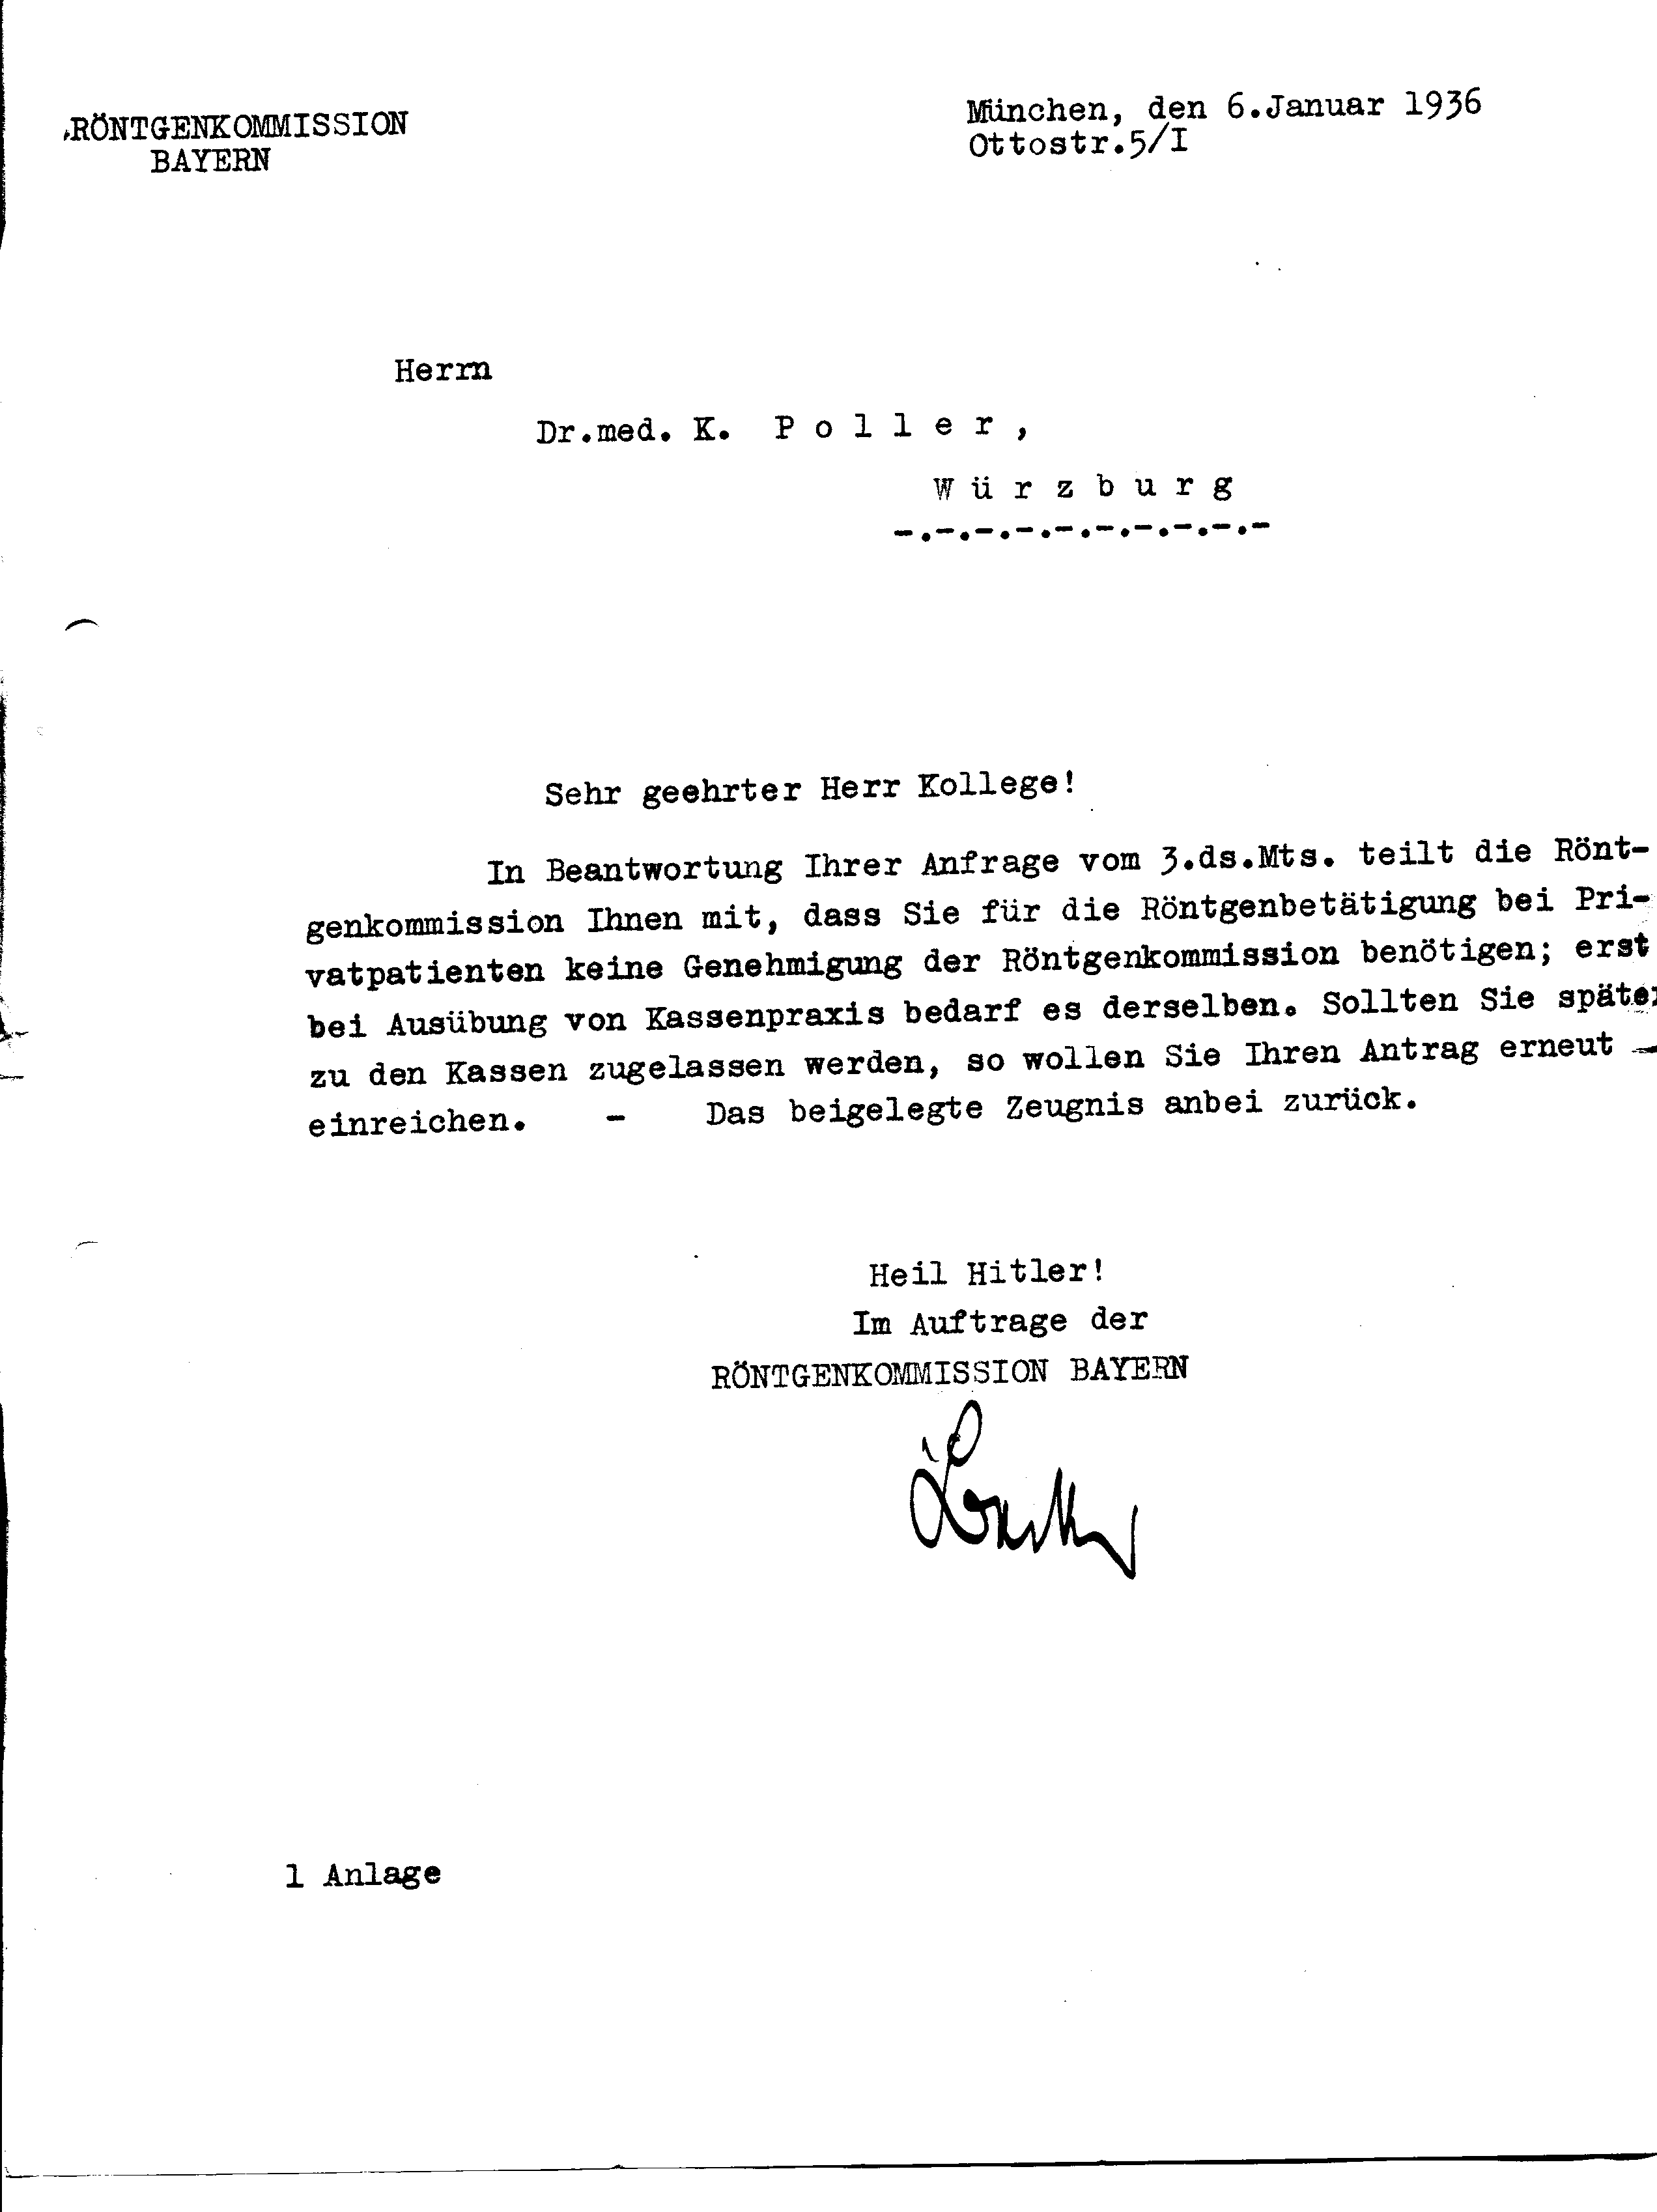 RÖNTGENKOMMISSION
BAYERN
München, den 6.Januar 1936
Ottostr.5/I
Herrn
Dr.med. K. P o l l e r ,
W ü r z b u r g
-.-.-.-.-.-.-.-.-.-
Sehr geehrter Herr Kollege!
In Beantwortung Ihrer Anfrage vom 3.ds.Mts. teilt die Rönt-
genkommission Ihnen mit, dass Sie für die Röntgenbetätigung bei Pri-
vatpatienten keine Genehmigung der Röntgenkommission benötigen; erst
bei Ausübung von Kassenpraxis bedarf es derselben. Sollten Sie später
zu den Kassen zugelassen werden, so wollen Sie Ihren Antrag erneut
einreichen. - Das beigelegte Zeugnis anbei zurück.
Heil Hitler!
Im Auftrage der
RÖNTGENKOMMISSION BAYERN
1 Anlage